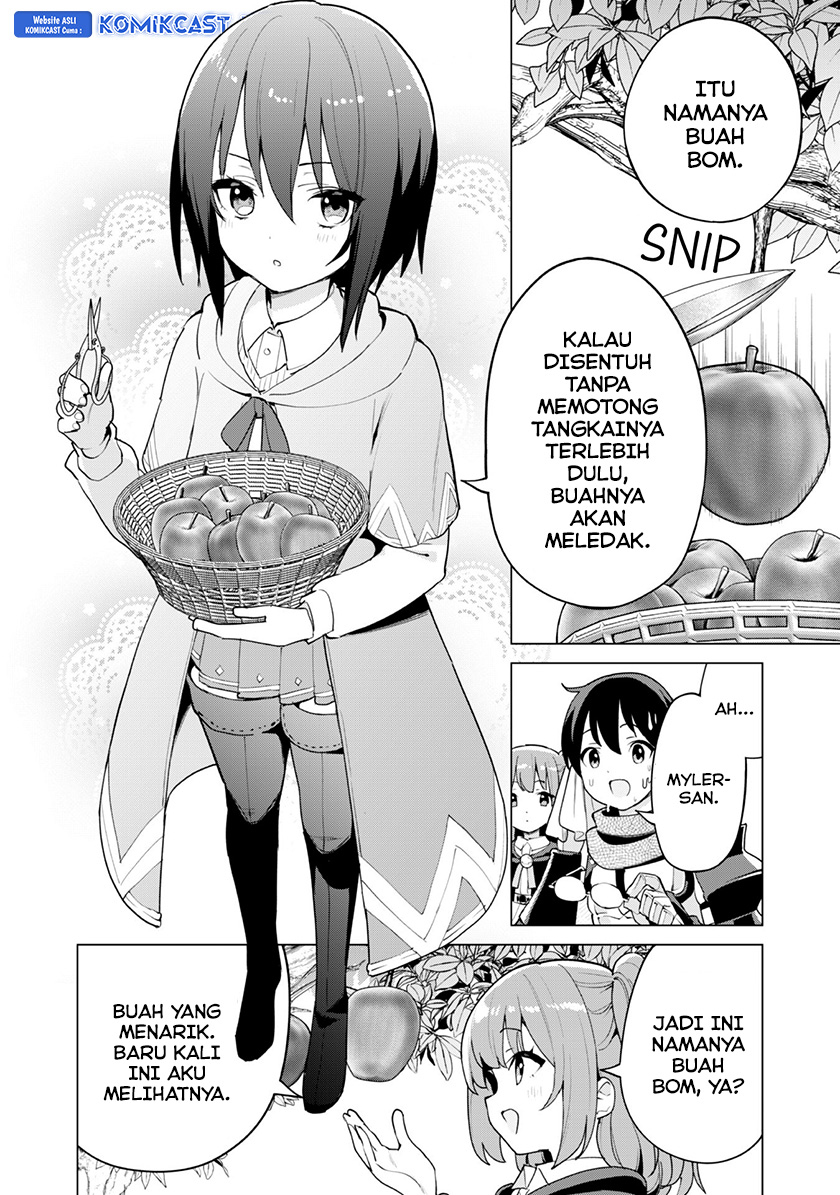 Website ASLI
KOMIKCAST Cuma :
KOMIKCAST
ITU
NAMANYA
BUAH
BOM.
SNIP
KALAU
DISENTUH
TANPA
MEMOTONG
TANGKAINYA
TERLEBIH
DULU,
BUAHNYA
AKAN
MELEDAK.
AH...
MYLER-
SAN.
JADI INI
NAMANYA
BUAH
BOM, YA?
BUAH YANG
MENARIK.
BARU KALI
INI AKU
MELIHATNYA.